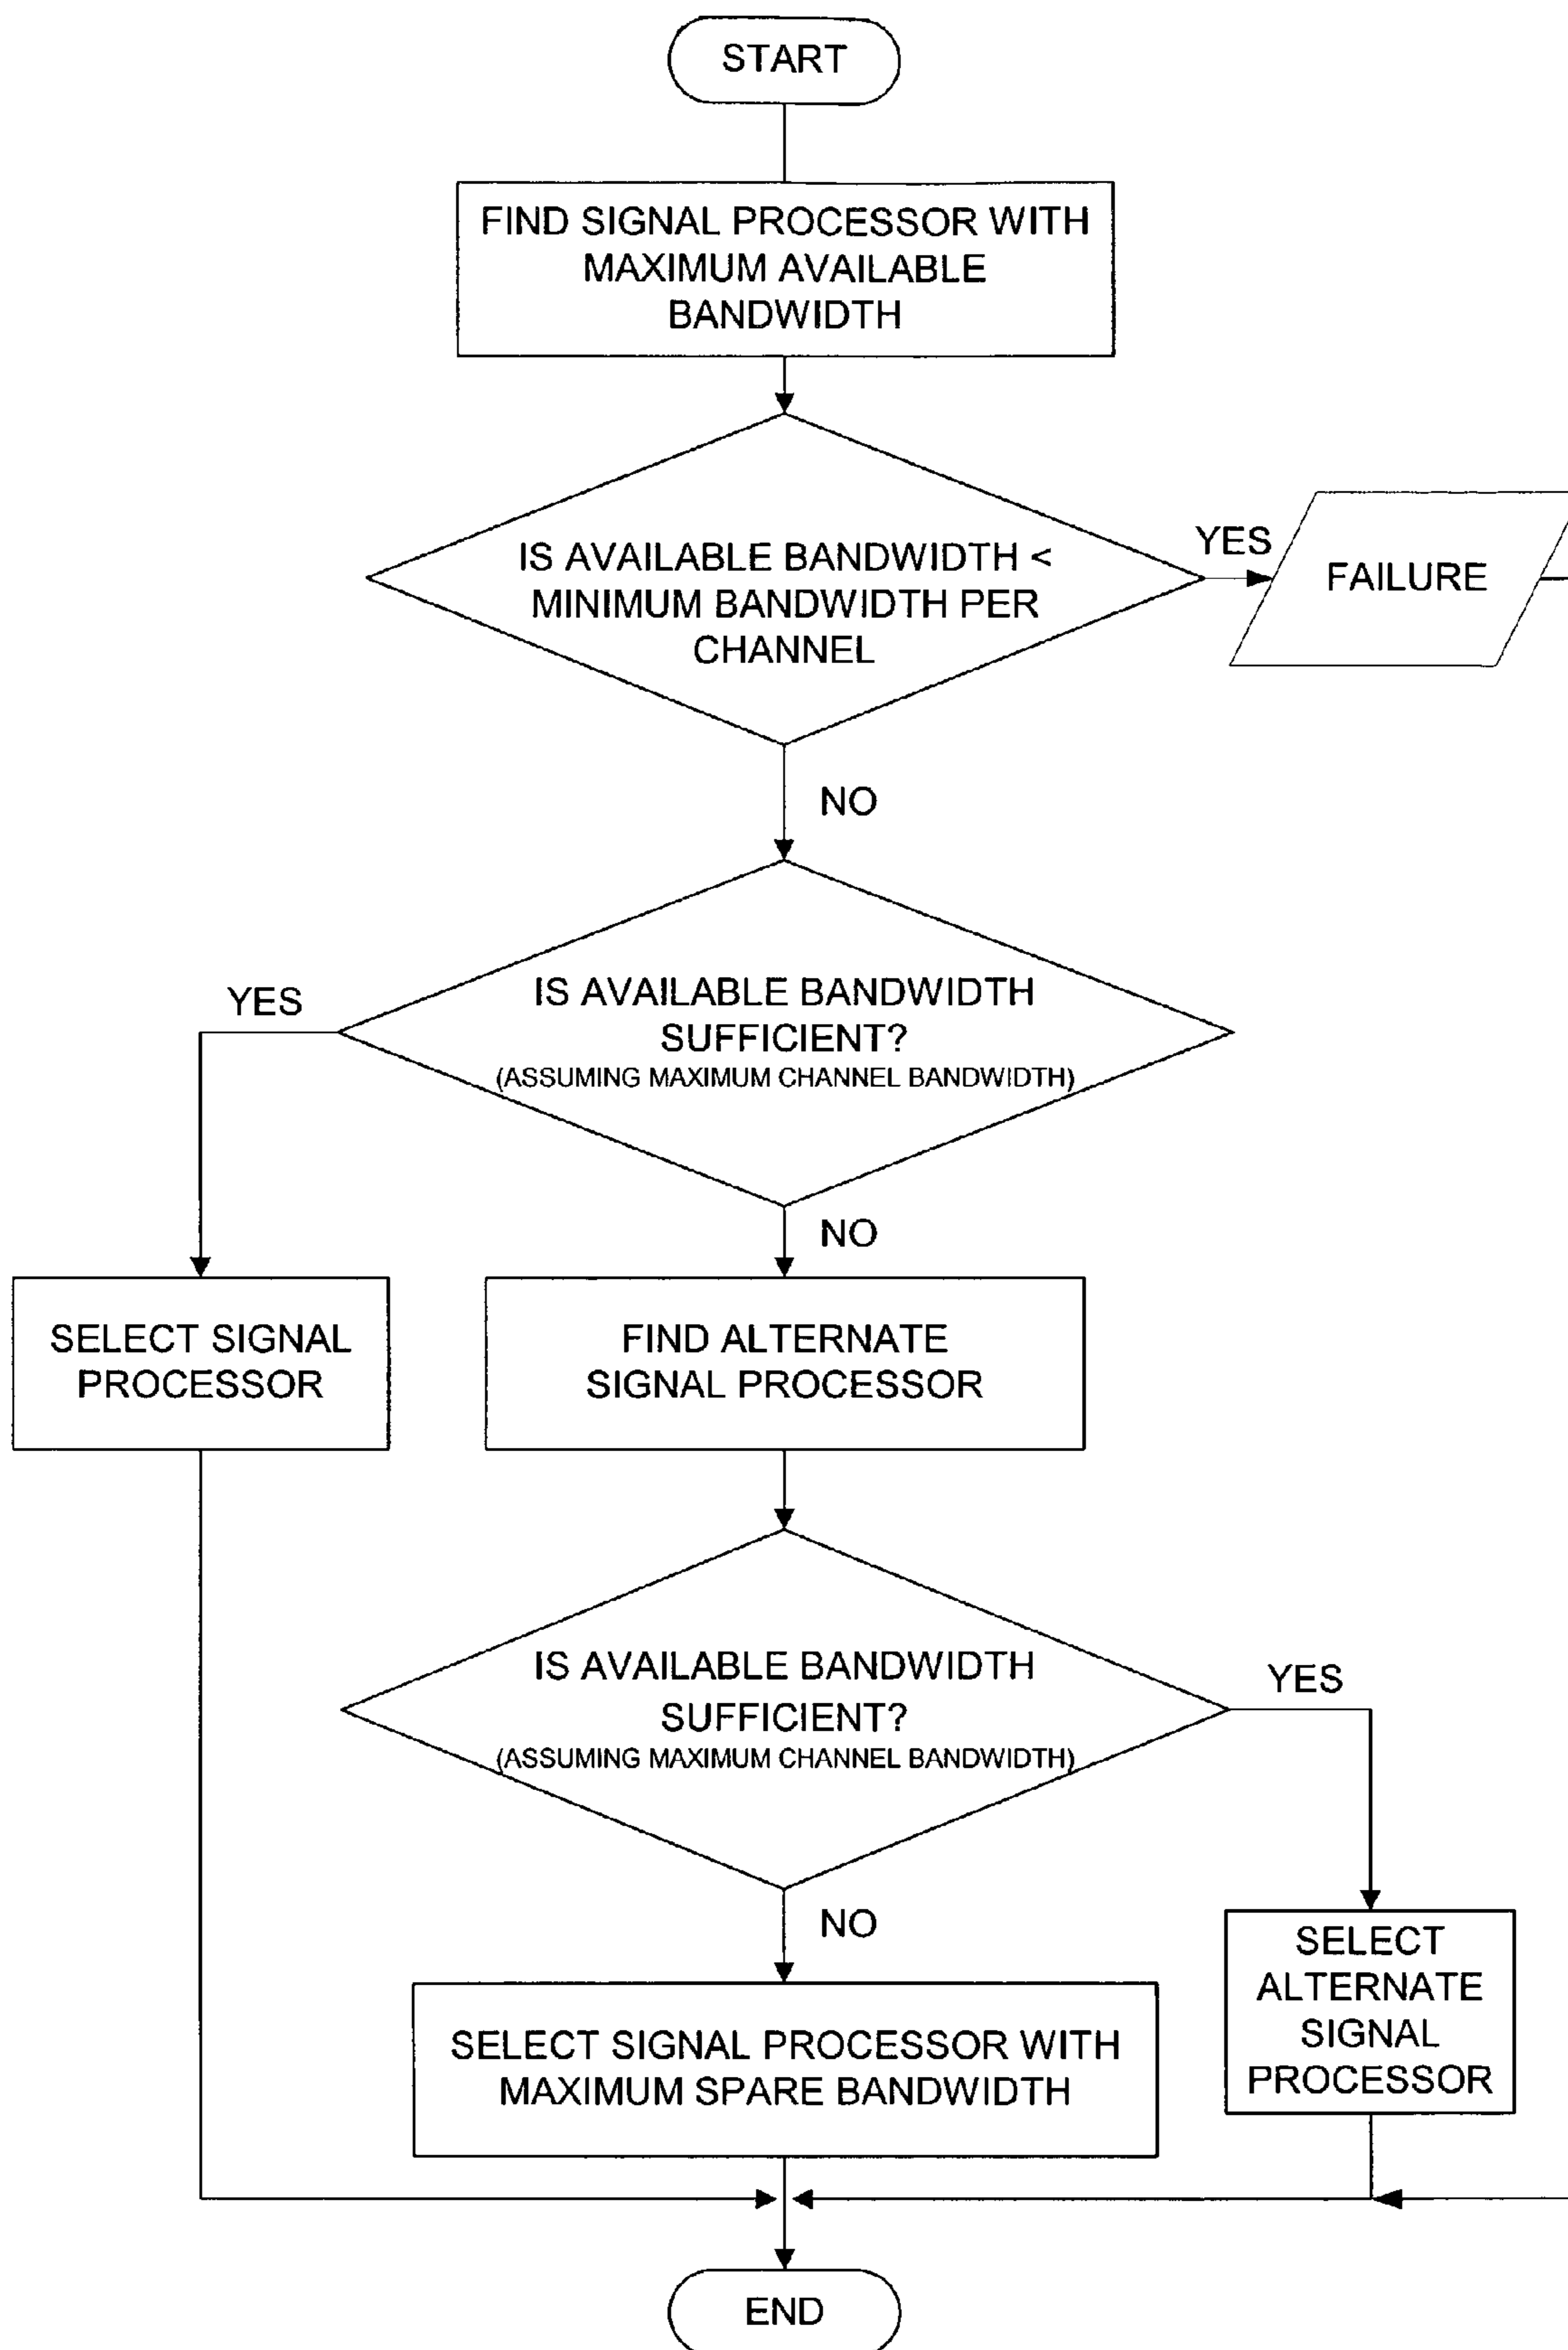 START
FIND SIGNAL PROCESSOR WITH
MAXIMUM AVAILABLE
BANDWIDTH
IS AVAILABLE BANDWIDTH <
MINIMUM BANDWIDTH PER
CHANNEL
YES
FAILURE
NO
IS AVAILABLE BANDWIDTH
SUFFICIENT?
(ASSUMING MAXIMUM CHANNEL BANDWIDTH)
YES
NO
SELECT SIGNAL
PROCESSOR
FIND ALTERNATE
SIGNAL PROCESSOR
IS AVAILABLE BANDWIDTH
SUFFICIENT?
(ASSUMING MAXIMUM CHANNEL BANDWIDTH)
YES
NO
SELECT
ALTERNATE
SIGNAL
PROCESSOR
SELECT SIGNAL PROCESSOR WITH
MAXIMUM SPARE BANDWIDTH
END